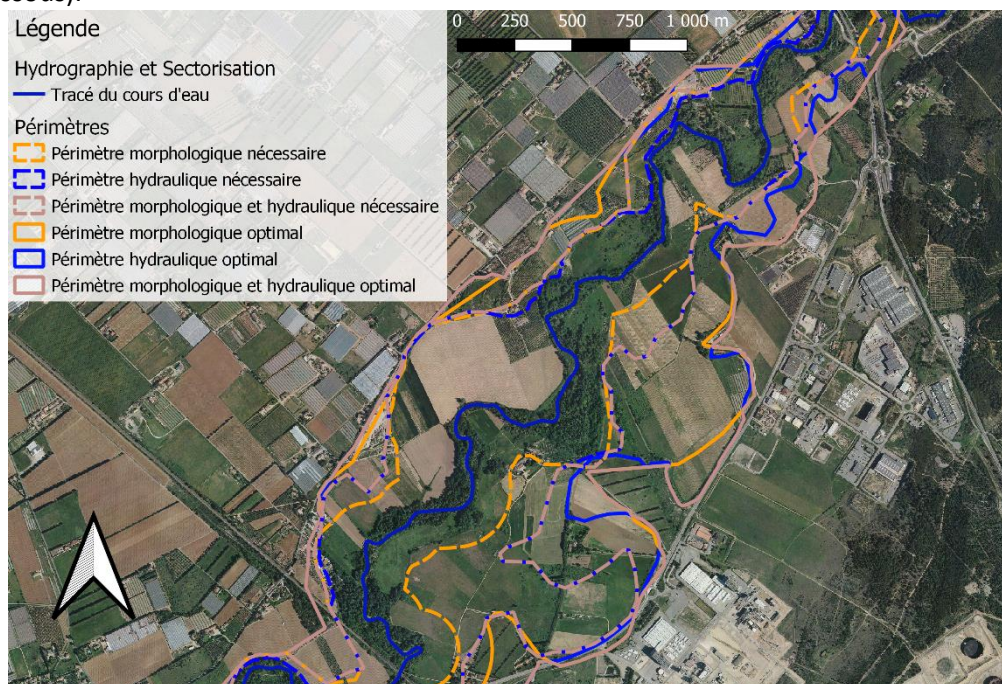 Légende
Hydrographie et Sectorisation
Tracé du cours d'eau
Périmètres
Périmètre morphologique nécessaire
Périmètre hydraulique nécessaire
Périmètre morphologique et hydraulique nécessaire
Périmètre morphologique optimal
Périmètre hydraulique optimal
Périmètre morphologique et hydraulique optimal
0 250 500 750 1 000 m